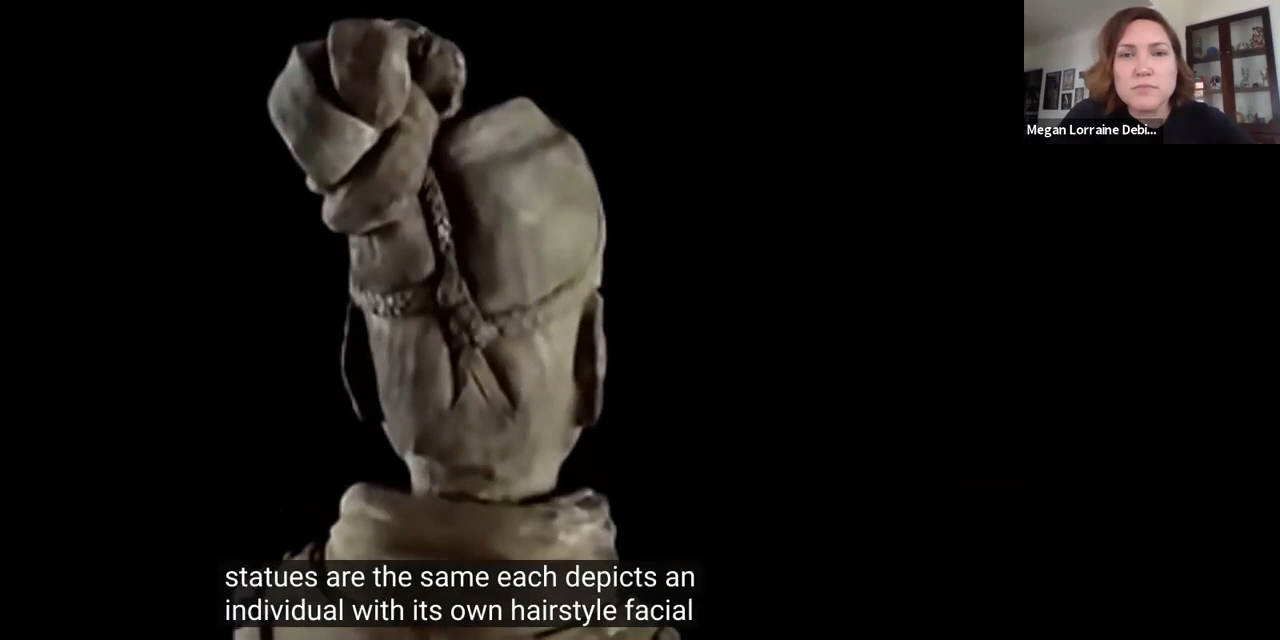 Megan Lorraine Debi...
statues are the same each depicts an
individual with its own hairstyle facial